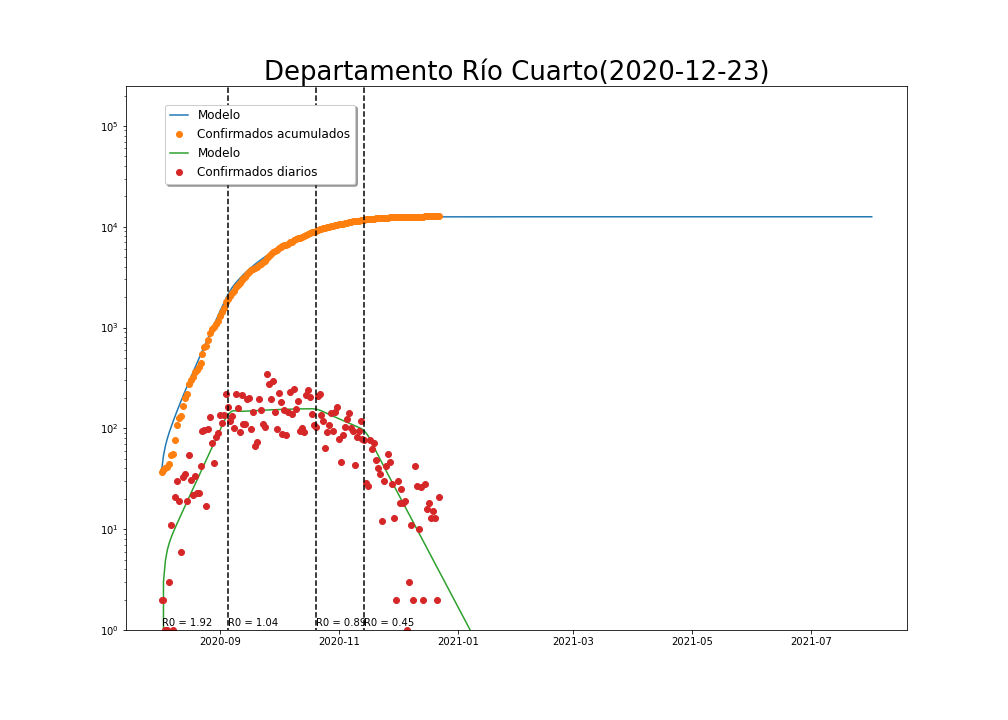 Departamento Río Cuarto(2020-12-23)
Modelo
Confirmados acumulados
Modelo
Confirmados diarios
10^5
10^4
10^3
10^2
10^1
10^0
R0 = 1.92
R0 = 1.04
R0 = 0.89
R0 = 0.45
2020-09
2020-11
2021-01
2021-03
2021-05
2021-07